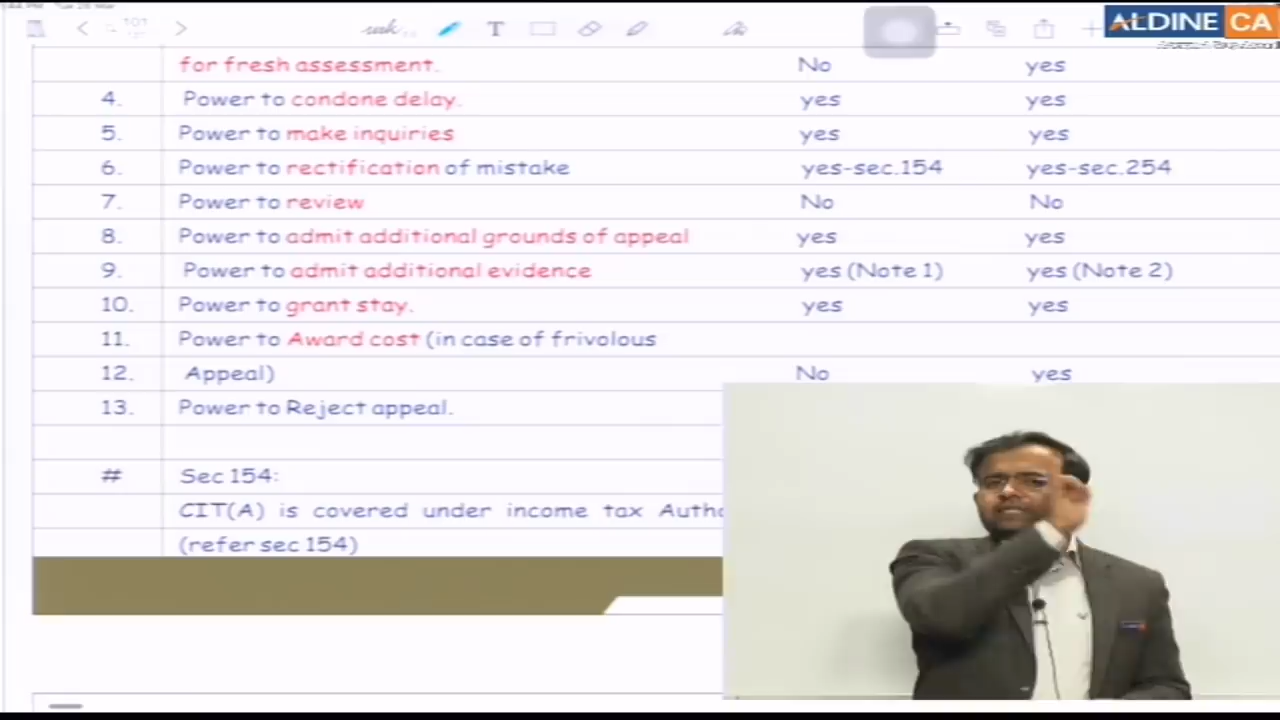 ALDINE CA
for fresh assessment. No yes
4. Power to condone delay. yes yes
5. Power to make inquiries yes yes
6. Power to rectification of mistake yes-sec.154 yes-sec.254
7. Power to review No No
8. Power to admit additional grounds of appeal yes yes
9. Power to admit additional evidence yes (Note 1) yes (Note 2)
10. Power to grant stay. yes yes
11. Power to Award cost (in case of frivolous
12. Appeal) No yes
13. Power to Reject appeal.
# Sec 154:
CIT(A) is covered under income tax
(refer sec 154)